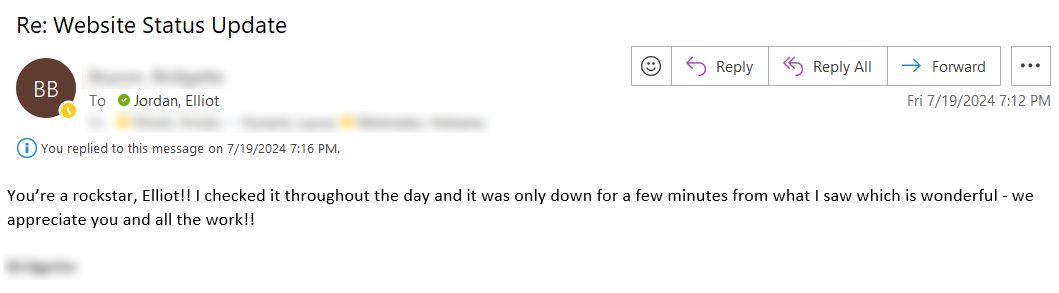 Re: Website Status Update
BB
To Jordan, Elliot
Reply
Reply All
Forward
Fri 7/19/2024 7:12 PM
You replied to this message on 7/19/2024 7:16 PM.
You’re a rockstar, Elliot!! I checked it throughout the day and it was only down for a few minutes from what I saw which is wonderful - we
appreciate you and all the work!!